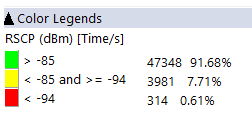 Color Legends
RSCP (dBm) [Time/s]
> -85 47348 91.68%
< -85 and >= -94 3981 7.71%
< -94 314 0.61%